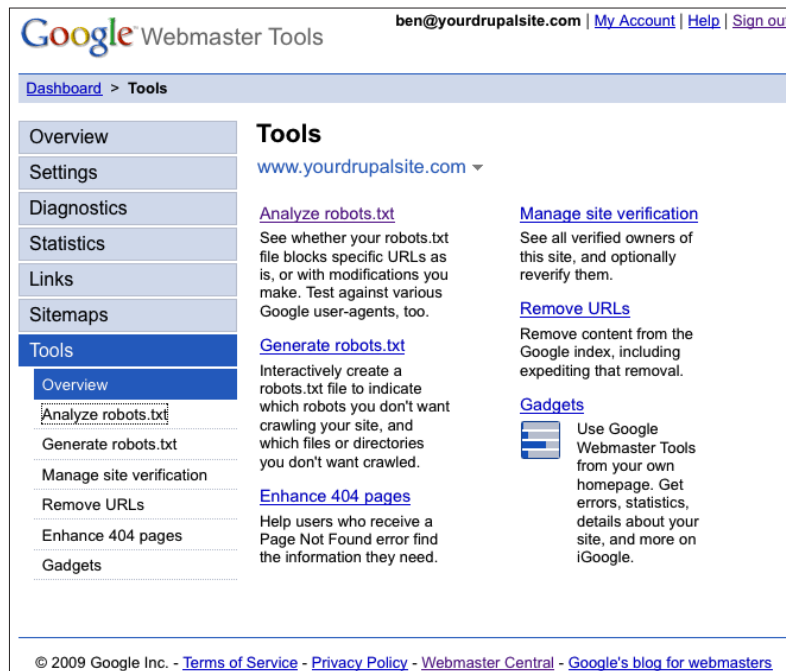 Google Webmaster Tools
ben@yourdrupalsite.com | My Account | Help | Sign out
Dashboard > Tools
Overview
Settings
Diagnostics
Statistics
Links
Sitemaps
Tools
Overview
Analyze robots.txt
Generate robots.txt
Manage site verification
Remove URLs
Enhance 404 pages
Gadgets
Tools
www.yourdrupalsite.com
Analyze robots.txt
See whether your robots.txt
file blocks specific URLs as
is, or with modifications you
make. Test against various
Google user-agents, too.
Generate robots.txt
Interactively create a
robots.txt file to indicate
which robots you don't want
crawling your site, and
which files or directories
you don't want crawled.
Enhance 404 pages
Help users who receive a
Page Not Found error find
the information they need.
Manage site verification
See all verified owners of
this site, and optionally
reverify them.
Remove URLs
Remove content from the
Google index, including
expediting that removal.
Gadgets
Use Google
Webmaster Tools
from your own
homepage. Get
errors, statistics,
details about your
site, and more on
iGoogle.
© 2009 Google Inc. - Terms of Service - Privacy Policy - Webmaster Central - Google's blog for webmasters